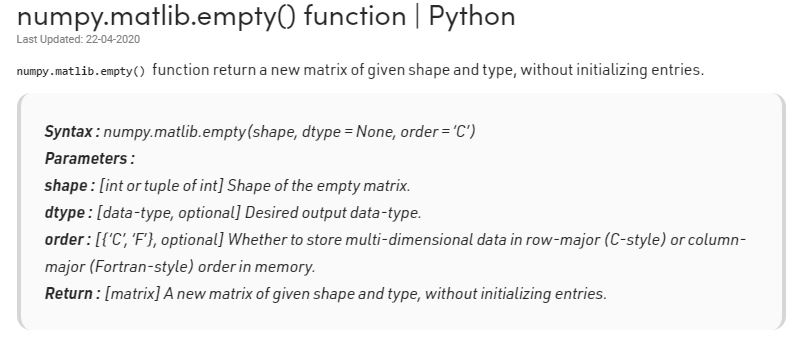 numpy.matlib.empty() function | Python
Last Updated: 22-04-2020
numpy.matlib.empty() function return a new matrix of given shape and type, without initializing entries.
Syntax : numpy.matlib.empty(shape, dtype = None, order = ‘C’)
Parameters :
shape : [int or tuple of int] Shape of the empty matrix.
dtype : [data-type, optional] Desired output data-type.
order : [{‘C’, ‘F’}, optional] Whether to store multi-dimensional data in row-major (C-style) or column-
major (Fortran-style) order in memory.
Return : [matrix] A new matrix of given shape and type, without initializing entries.